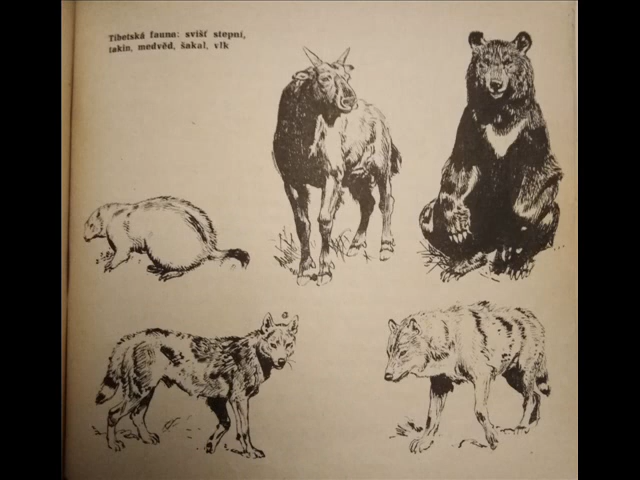 Tibetská fauna: svišť stepní,
takin, medvěd, šakal, vlk